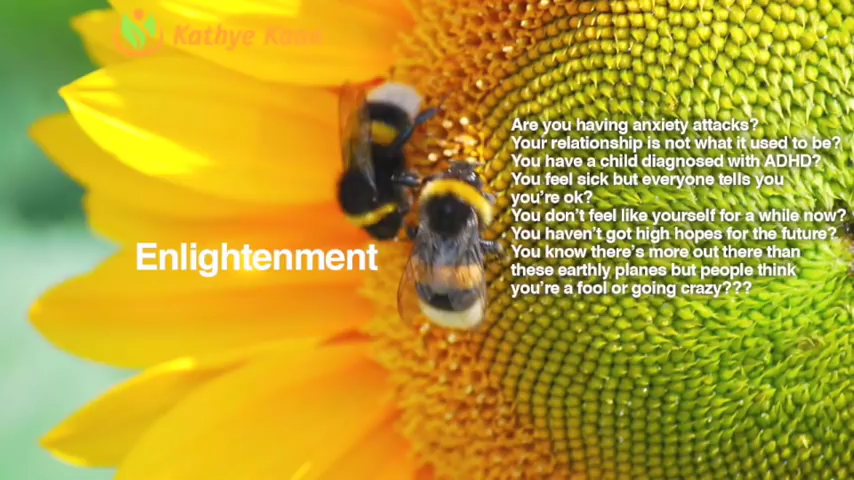 Kathye
Enlightenment
Are you having anxiety attacks?
Your relationship is not what it used to be?
You have a child diagnosed with ADHD?
You feel sick but everyone tells you
you're ok?
You don't feel like yourself for a while now?
You haven't got high hopes for the future?
You know there's more out there than
these earthly planes but people think
you're a fool or going crazy???